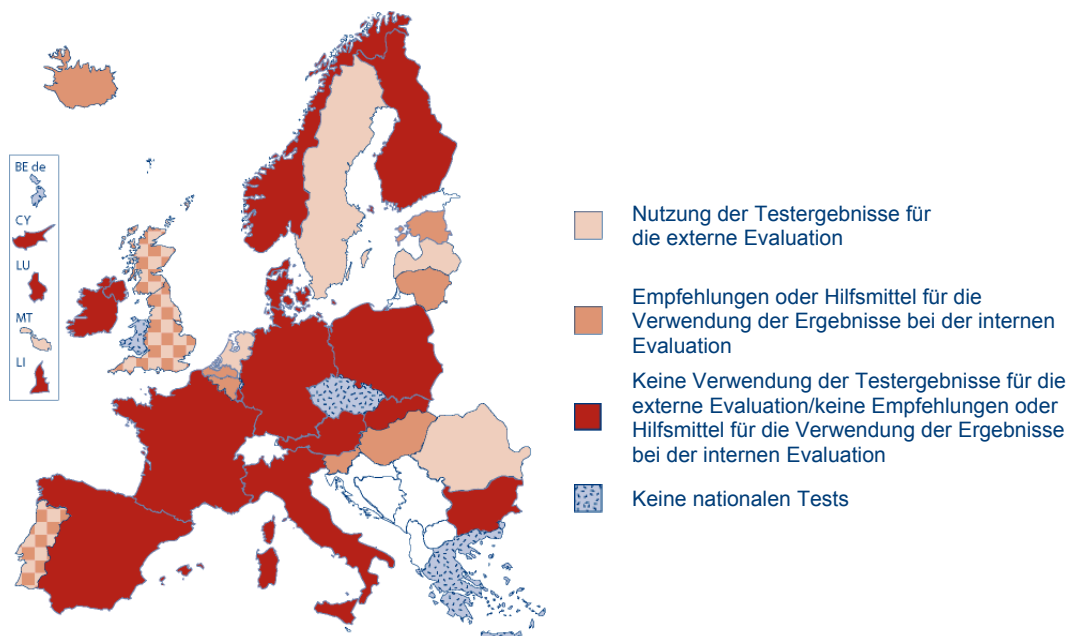 BE de
CY
LU
MT
LI
Nutzung der Testergebnisse für
die externe Evaluation
Empfehlungen oder Hilfsmittel für die
Verwendung der Ergebnisse bei der internen
Evaluation
Keine Verwendung der Testergebnisse für die
externe Evaluation/keine Empfehlungen oder
Hilfsmittel für die Verwendung der Ergebnisse
bei der internen Evaluation
Keine nationalen Tests